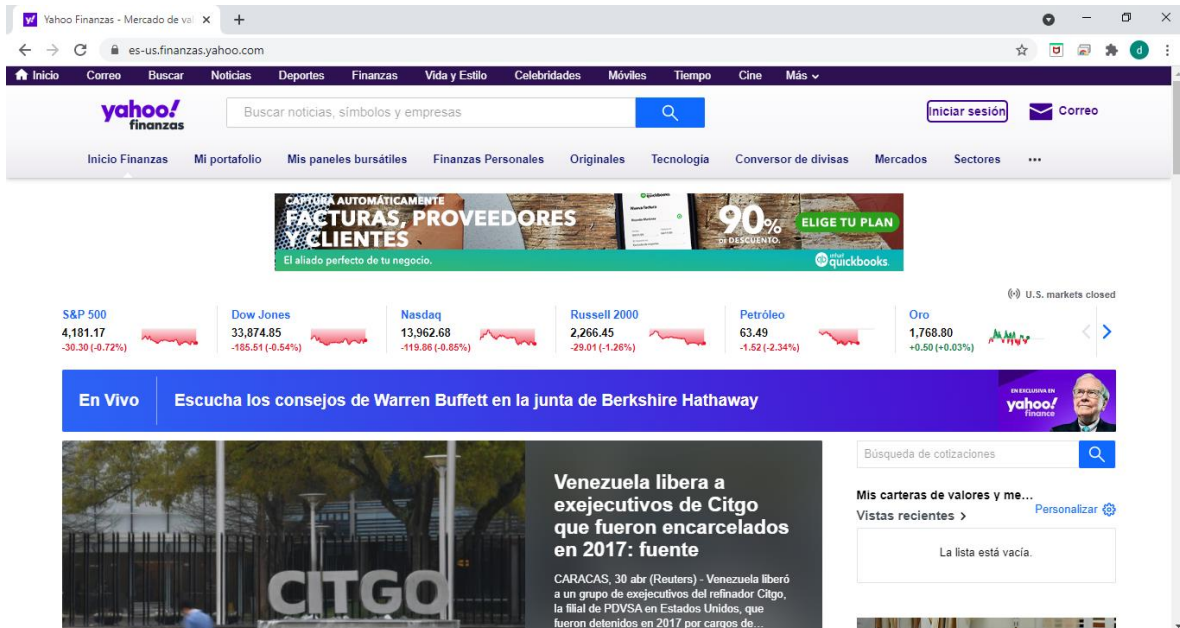 Yahoo Finanzas - Mercado de val
es-us.finanzas.yahoo.com
d
Inicio Correo Buscar Noticias Deportes Finanzas Vida y Estilo Celebridades Móviles Tiempo Cine Más
yahoo!
finanzas
Buscar noticias, símbolos y empresas
Iniciar sesión
Correo
Inicio Finanzas Mi portafolio Mis paneles bursátiles Finanzas Personales Originales Tecnología Conversor de divisas Mercados Sectores ...
CAPTURA AUTOMÁTICAMENTE
FACTURAS, PROVEEDORES
Y CLIENTES
El aliado perfecto de tu negocio.
quickbooks
90%
DE DESCUENTO.
ELIGE TU PLAN
intuit
quickbooks.
U.S. markets closed
S&P 500
4,181.17
-30.30 (-0.72%)
Dow Jones
33,874.85
-185.51 (-0.54%)
Nasdaq
13,962.68
-119.86 (-0.85%)
Russell 2000
2,266.45
-29.01 (-1.26%)
Petróleo
63.49
-1.52 (-2.34%)
Oro
1,768.80
+0.50 (+0.03%)
En Vivo
Escucha los consejos de Warren Buffett en la junta de Berkshire Hathaway
EN EXCLUSIVA EN
yahoo!
finance
CITGO
Venezuela libera a
exejecutivos de Citgo
que fueron encarcelados
en 2017: fuente
CARACAS, 30 abr (Reuters) - Venezuela liberó
a un grupo de exejecutivos del refinador Citgo,
la filial de PDVSA en Estados Unidos, que
fueron detenidos en 2017 por cargos de...
Búsqueda de cotizaciones
Mis carteras de valores y me...
Vistas recientes >
Personalizar
La lista está vacía.